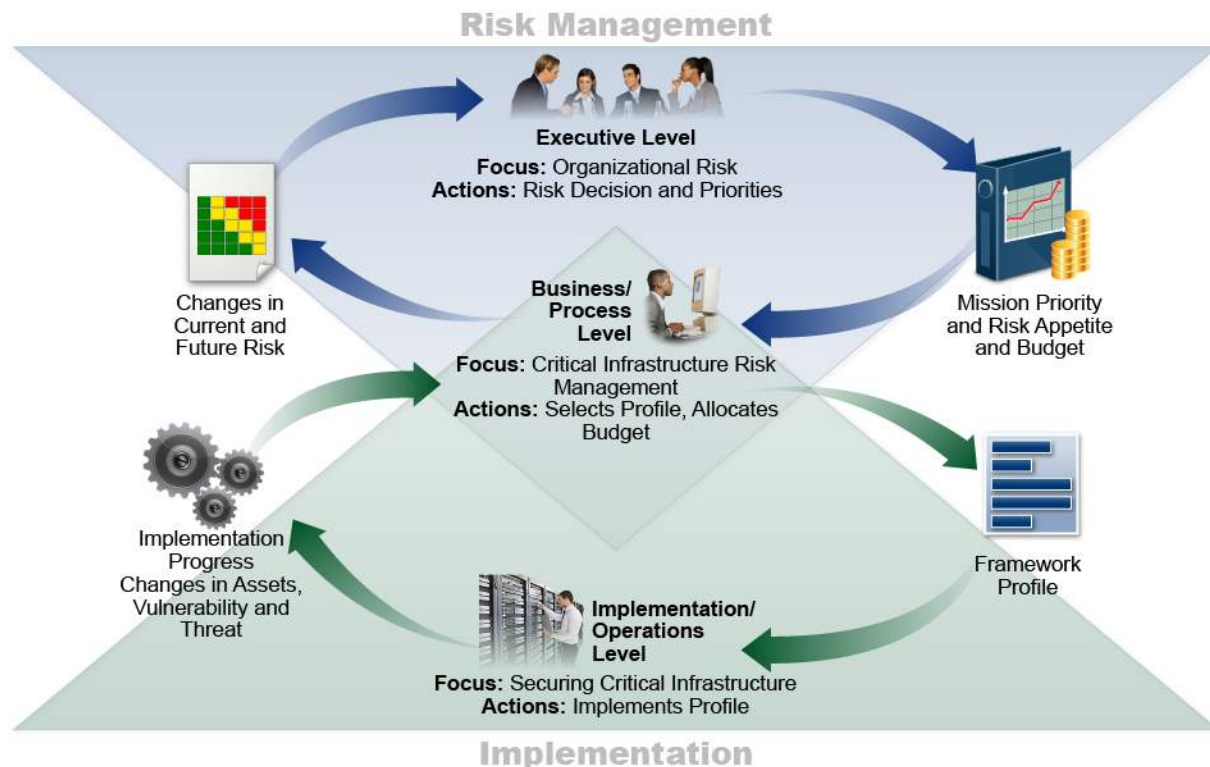 Risk Management
Executive Level
Focus: Organizational Risk
Actions: Risk Decision and Priorities
Changes in
Current and
Future Risk
Business/
Process
Level
Focus: Critical Infrastructure Risk
Management
Actions: Selects Profile, Allocates
Budget
Mission Priority
and Risk Appetite
and Budget
Implementation
Progress
Changes in Assets,
Vulnerability and
Threat
Framework
Profile
Implementation/
Operations
Level
Focus: Securing Critical Infrastructure
Actions: Implements Profile
Implementation